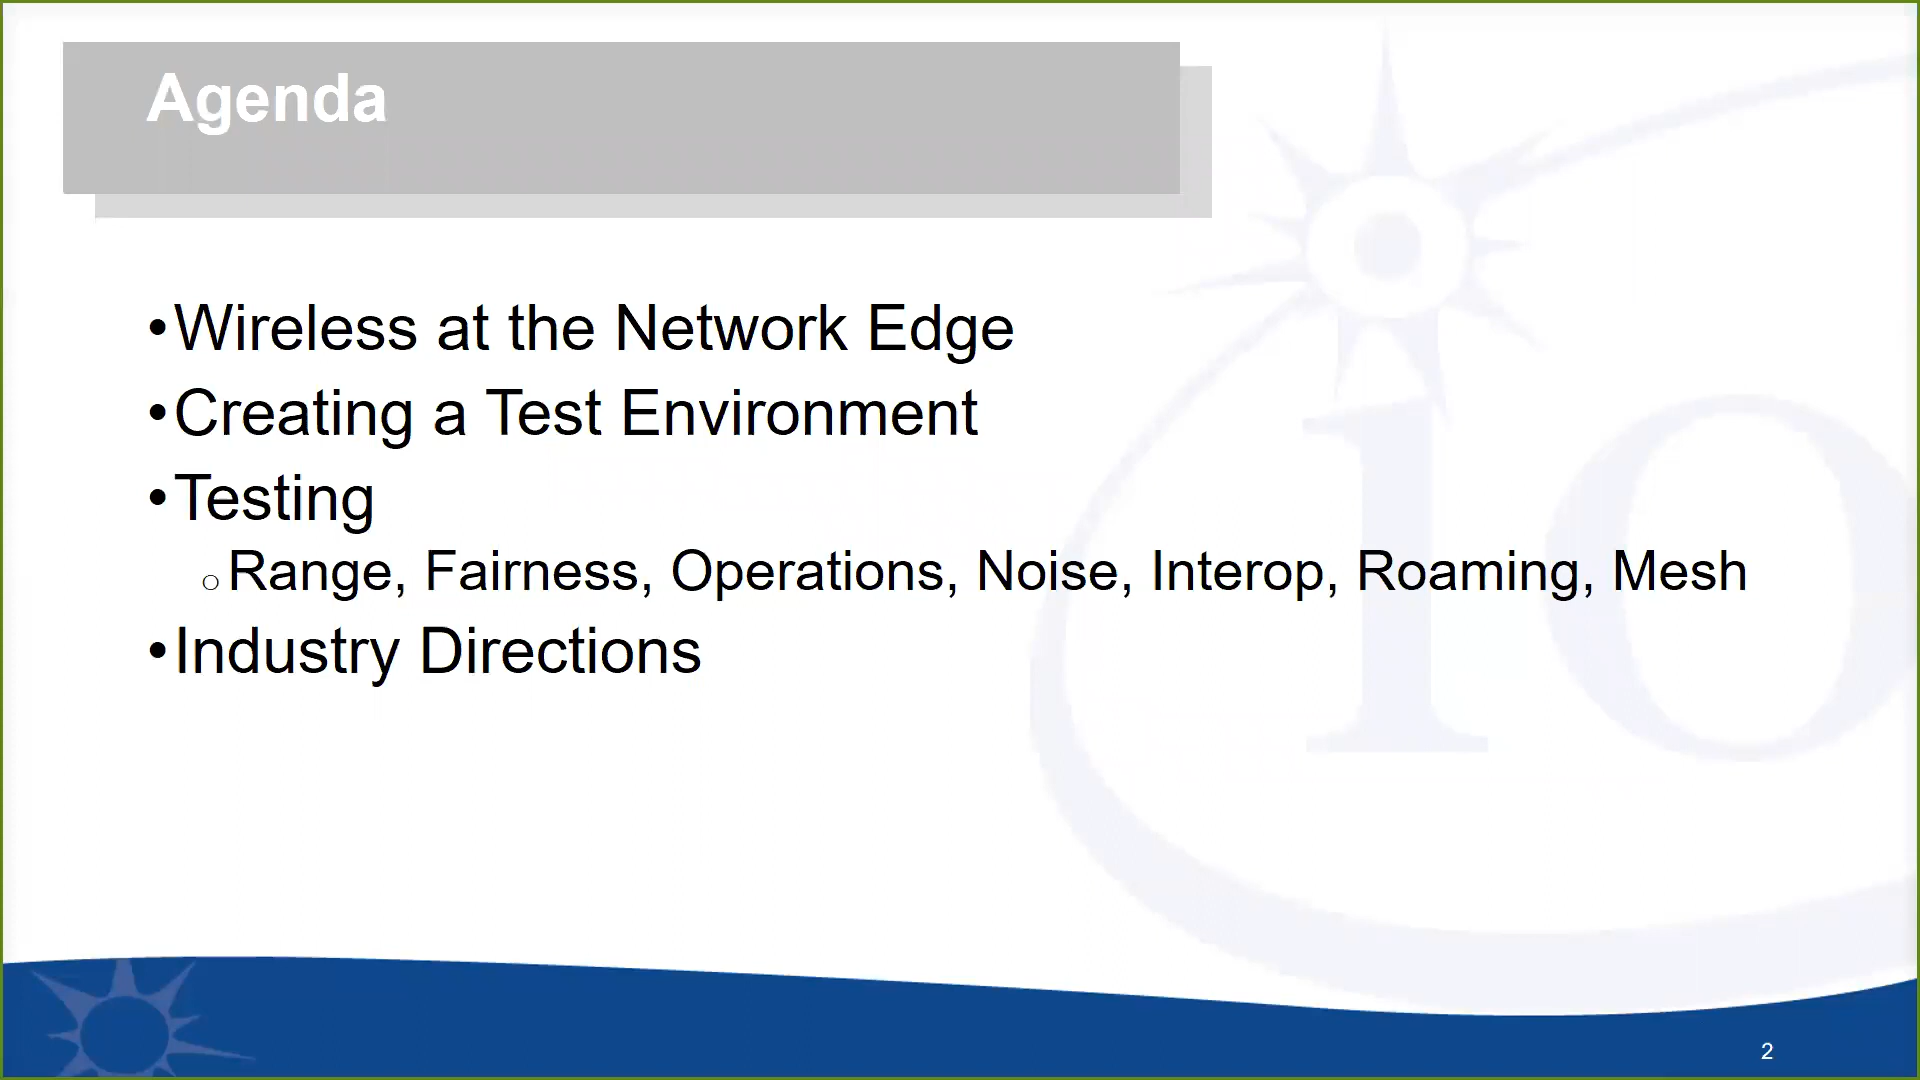 Agenda
•Wireless at the Network Edge
•Creating a Test Environment
•Testing
○Range, Fairness, Operations, Noise, Interop, Roaming, Mesh
•Industry Directions
io
2